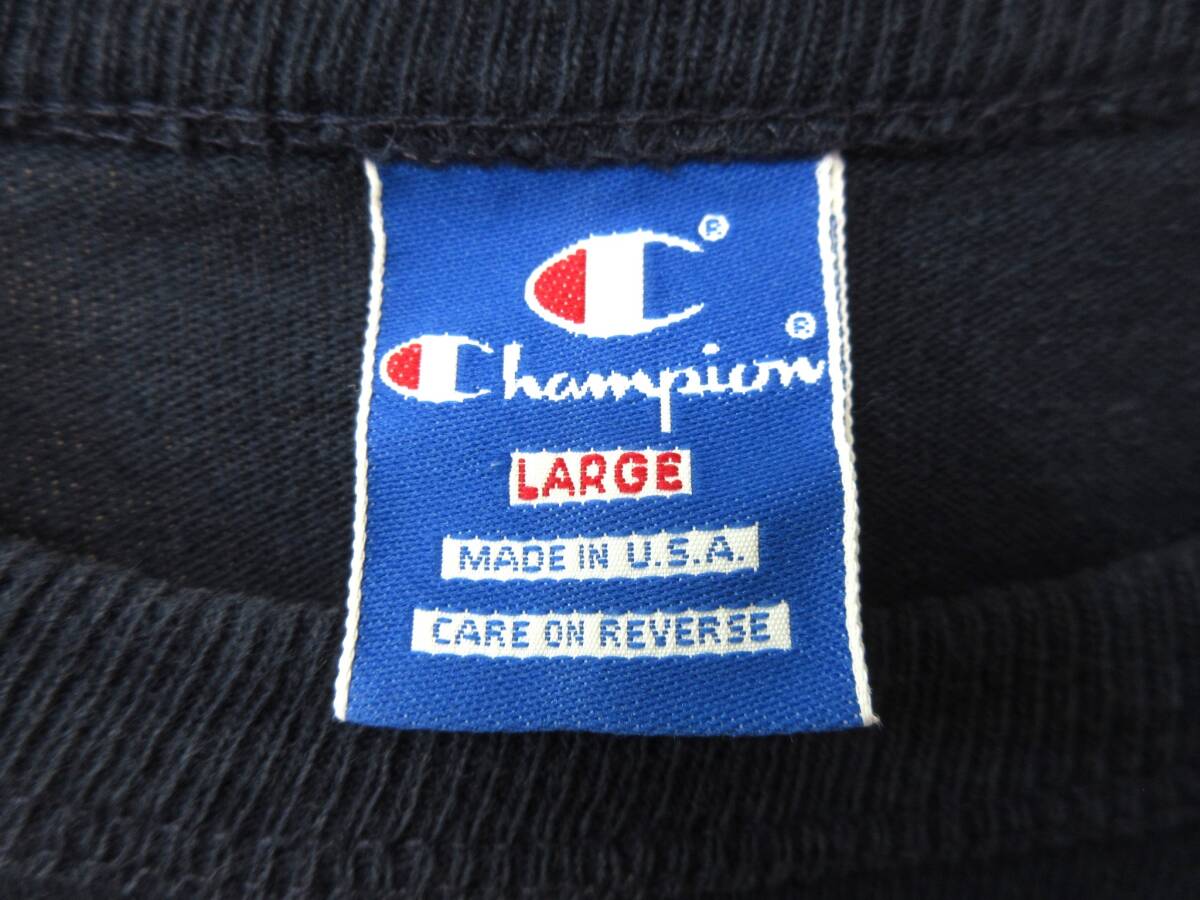 C®
Champion®
LARGE
MADE IN U.S.A.
CARE ON REVERSE